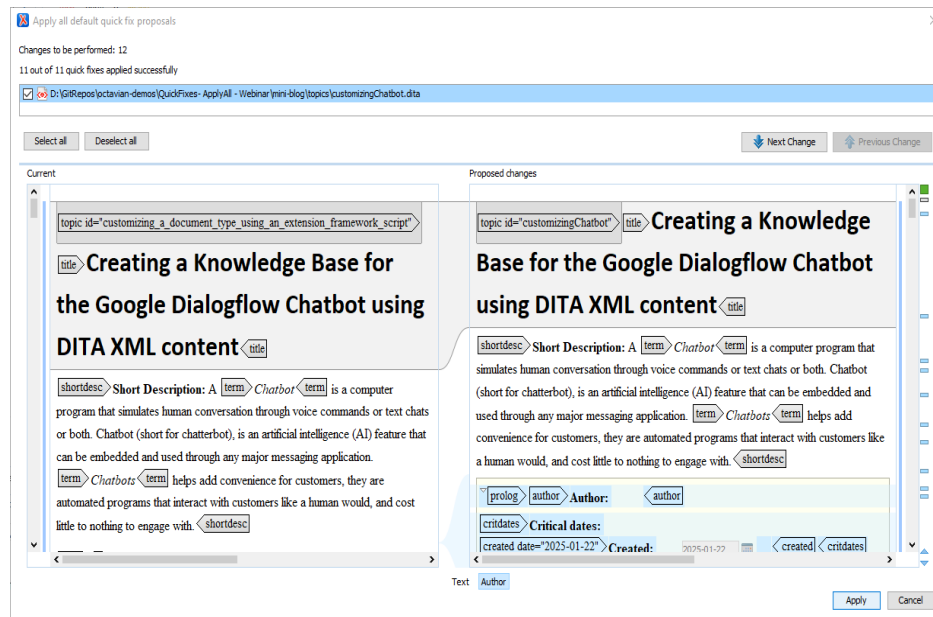 Apply all default quick fix proposals
Changes to be performed: 12
11 out of 11 quick fixes applied successfully
D:\GitRepos\octavian-demos\QuickFixes- ApplyAll - Webinar\mini-blog\topics\customizingChatbot.dita
Select all Deselect all Next Change Previous Change
Current
topic id="customizing_a_document_type_using_an_extension_framework_script"
title Creating a Knowledge Base for
the Google Dialogflow Chatbot using
DITA XML content title
shortdesc Short Description: A term Chatbot term is a computer
program that simulates human conversation through voice commands or text chats
or both. Chatbot (short for chatterbot), is an artificial intelligence (AI) feature that
can be embedded and used through any major messaging application.
term Chatbots term helps add convenience for customers, they are
automated programs that interact with customers like a human would, and cost
little to nothing to engage with. shortdesc
Proposed changes
topic id="customizingChatbot" title Creating a Knowledge
Base for the Google Dialogflow Chatbot
using DITA XML content title
shortdesc Short Description: A term Chatbot term is a computer program that
simulates human conversation through voice commands or text chats or both. Chatbot
(short for chatterbot), is an artificial intelligence (AI) feature that can be embedded and
used through any major messaging application. term Chatbots term helps add
convenience for customers, they are automated programs that interact with customers like
a human would, and cost little to nothing to engage with. shortdesc
prolog author Author: author
critdates Critical dates:
created date="2025-01-22" Created: 2025-01-22 created critdates
Text Author
Apply Cancel